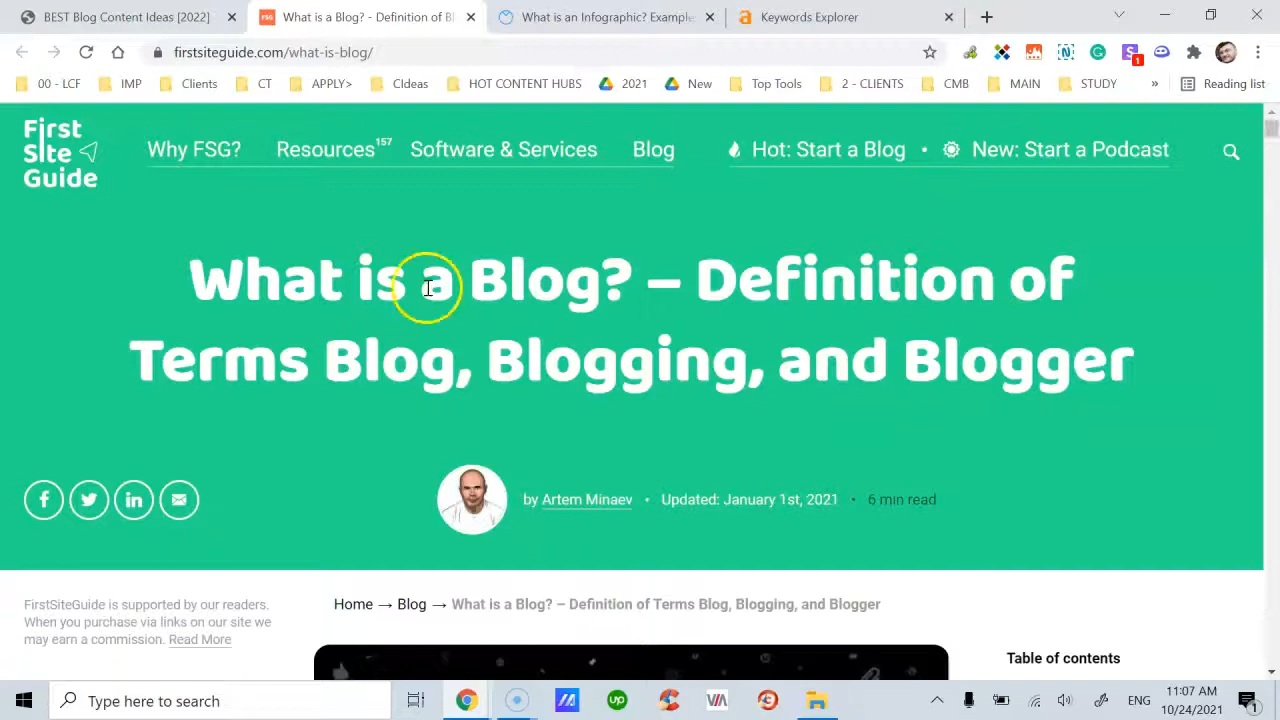 BEST Blog Content Ideas [2022]
What is a Blog? - Definition of Bl
What is an Infographic? Example
Keywords Explorer
firstsiteguide.com/what-is-blog/
1
00 - LCF
IMP
Clients
CT
APPLY>
CIdeas
HOT CONTENT HUBS
2021
New
Top Tools
2 - CLIENTS
CMB
MAIN
STUDY
»
Reading list
First
Site
Guide
Why FSG?
Resources157
Software & Services
Blog
Hot: Start a Blog
•
New: Start a Podcast
What is a Blog? – Definition of
Terms Blog, Blogging, and Blogger
by Artem Minaev • Updated: January 1st, 2021 • 6 min read
FirstSiteGuide is supported by our readers.
When you purchase via links on our site we
may earn a commission. Read More
Home → Blog → What is a Blog? – Definition of Terms Blog, Blogging, and Blogger
Table of contents
Type here to search
up
VIA
ENG
11:07 AM
10/24/2021
1